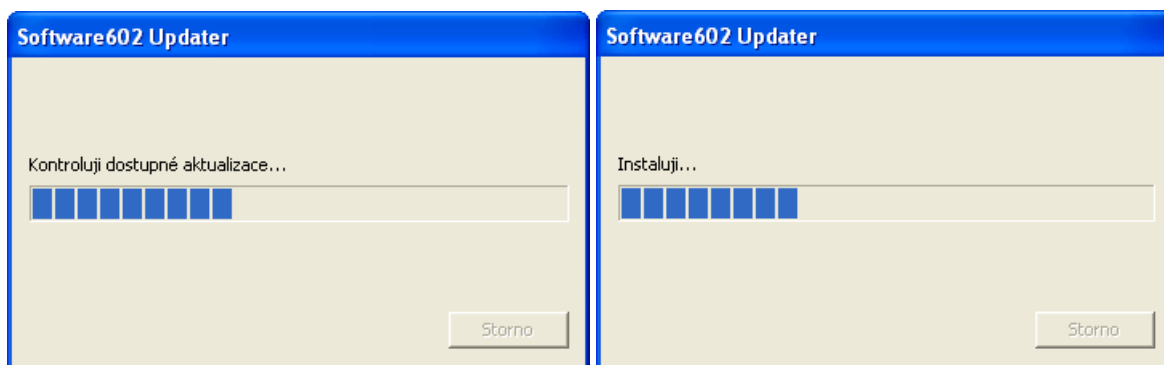 Software602 Updater
Kontroluji dostupné aktualizace...
Storno
Software602 Updater
Instaluji...
Storno